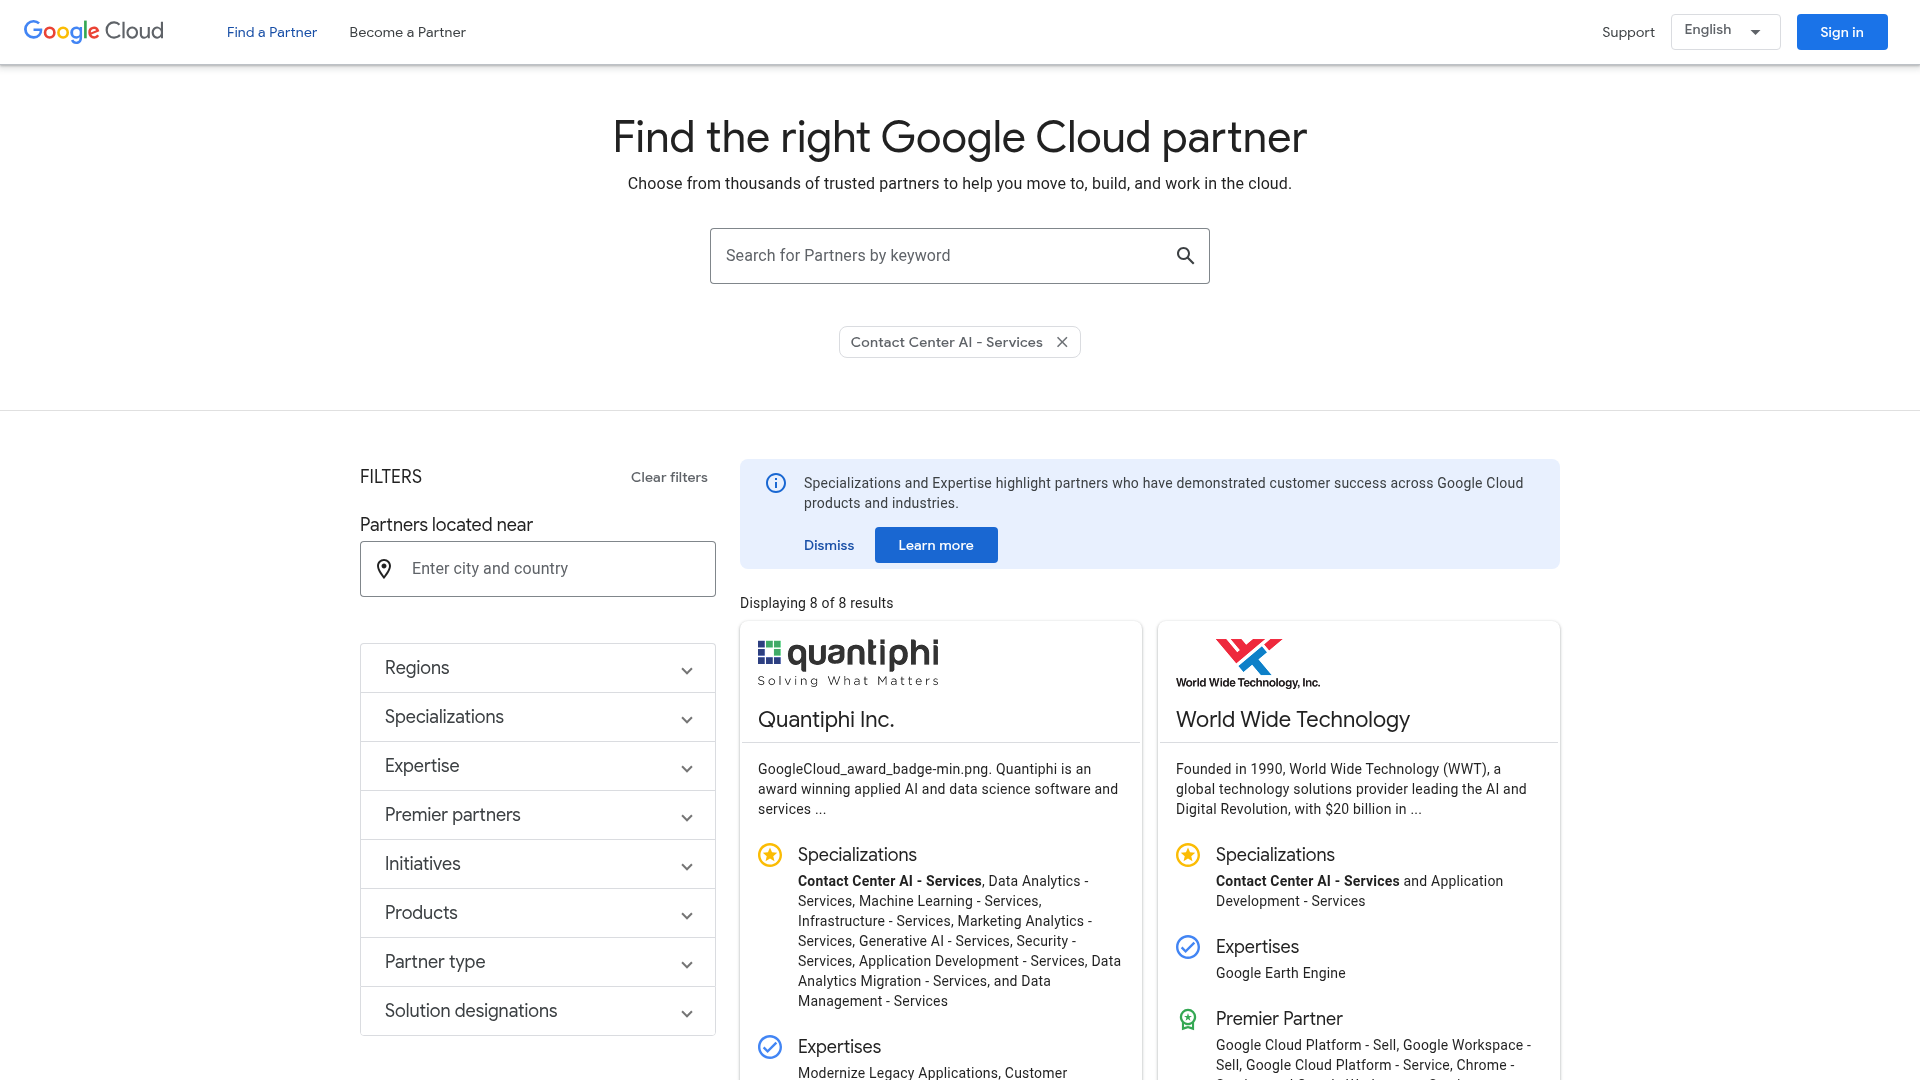 Google Cloud
Find a Partner
Become a Partner
Support
English
Sign in
Find the right Google Cloud partner
Choose from thousands of trusted partners to help you move to, build, and work in the cloud.
Search for Partners by keyword
Contact Center AI - Services
FILTERS
Clear filters
Partners located near
Enter city and country
Regions
Specializations
Expertise
Premier partners
Initiatives
Products
Partner type
Solution designations
Specializations and Expertise highlight partners who have demonstrated customer success across Google Cloud
products and industries.
Dismiss
Learn more
Displaying 8 of 8 results
quantiphi
Solving What Matters
Quantiphi Inc.
GoogleCloud_award_badge-min.png. Quantiphi is an
award winning applied AI and data science software and
services ...
Specializations
Contact Center AI - Services, Data Analytics -
Services, Machine Learning - Services,
Infrastructure - Services, Marketing Analytics -
Services, Generative AI - Services, Security -
Services, Application Development - Services, Data
Analytics Migration - Services, and Data
Management - Services
Expertises
Modernize Legacy Applications, Customer
World Wide Technology, Inc.
World Wide Technology
Founded in 1990, World Wide Technology (WWT), a
global technology solutions provider leading the AI and
Digital Revolution, with $20 billion in ...
Specializations
Contact Center AI - Services and Application
Development - Services
Expertises
Google Earth Engine
Premier Partner
Google Cloud Platform - Sell, Google Workspace -
Sell, Google Cloud Platform - Service, Chrome -